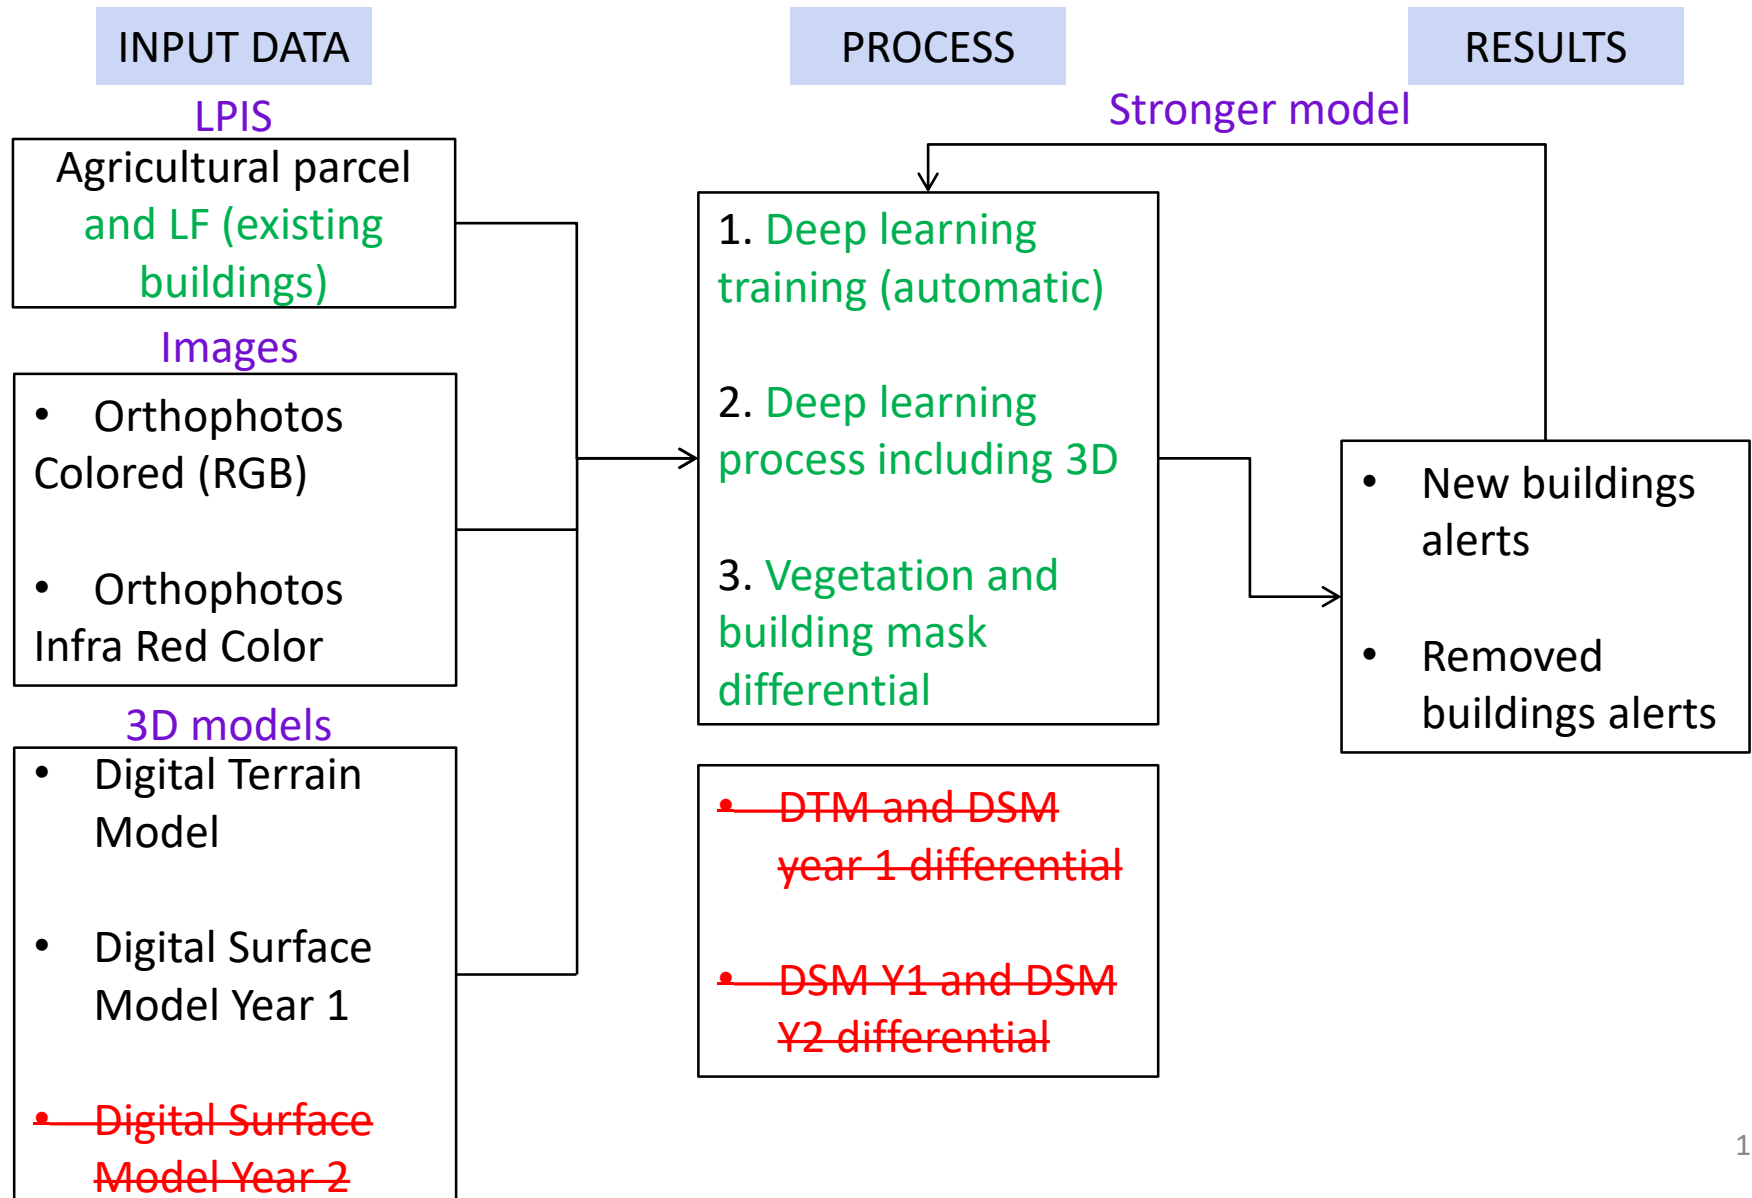 INPUT DATA
LPIS
Agricultural parcel
and LF (existing
buildings)
Images
• Orthophotos
Colored (RGB)
• Orthophotos
Infra Red Color
3D models
• Digital Terrain
Model
• Digital Surface
Model Year 1
• Digital Surface
Model Year 2
PROCESS
Stronger model
1. Deep learning
training (automatic)
2. Deep learning
process including 3D
3. Vegetation and
building mask
differential
• DTM and DSM
year 1 differential
• DSM Y1 and DSM
Y2 differential
RESULTS
• New buildings
alerts
• Removed
buildings alerts
1